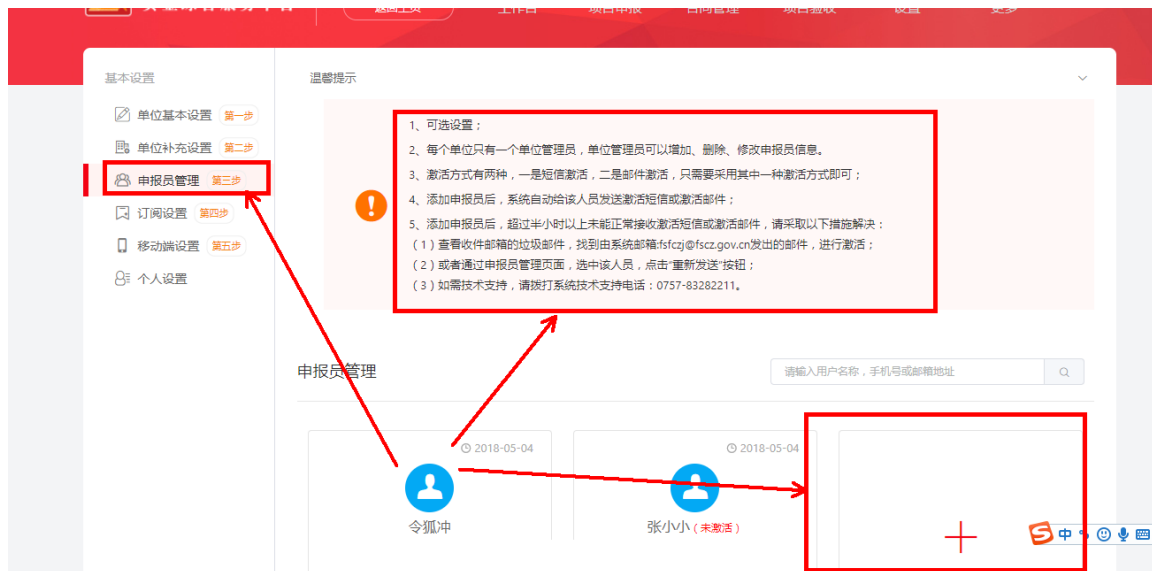 返回主页
工作台
项目申报
合同管理
项目验收
设置
更多
基本设置
单位基本设置 第一步
单位补充设置 第二步
申报员管理 第三步
订阅设置 第四步
移动端设置 第五步
个人设置
温馨提示
1、可选设置；
2、每个单位只有一个单位管理员，单位管理员可以增加、删除、修改申报员信息。
3、激活方式有两种，一是短信激活，二是邮件激活，只需要采用其中一种激活方式即可；
4、添加申报员后，系统自动给该人员发送激活短信或激活邮件；
5、添加申报员后，超过半小时以上未能正常接收激活短信或激活邮件，请采取以下措施解决：
（1）查看收件邮箱的垃圾邮件，找到由系统邮箱:fsfczj@fscz.gov.cn发出的邮件，进行激活；
（2）或者通过申报员管理页面，选中该人员，点击“重新发送”按钮；
（3）如需技术支持，请拨打系统技术支持电话：0757-83282211。
申报员管理
请输入用户名称，手机号或邮箱地址
2018-05-04
令狐冲
2018-05-04
张小小（未激活）
中